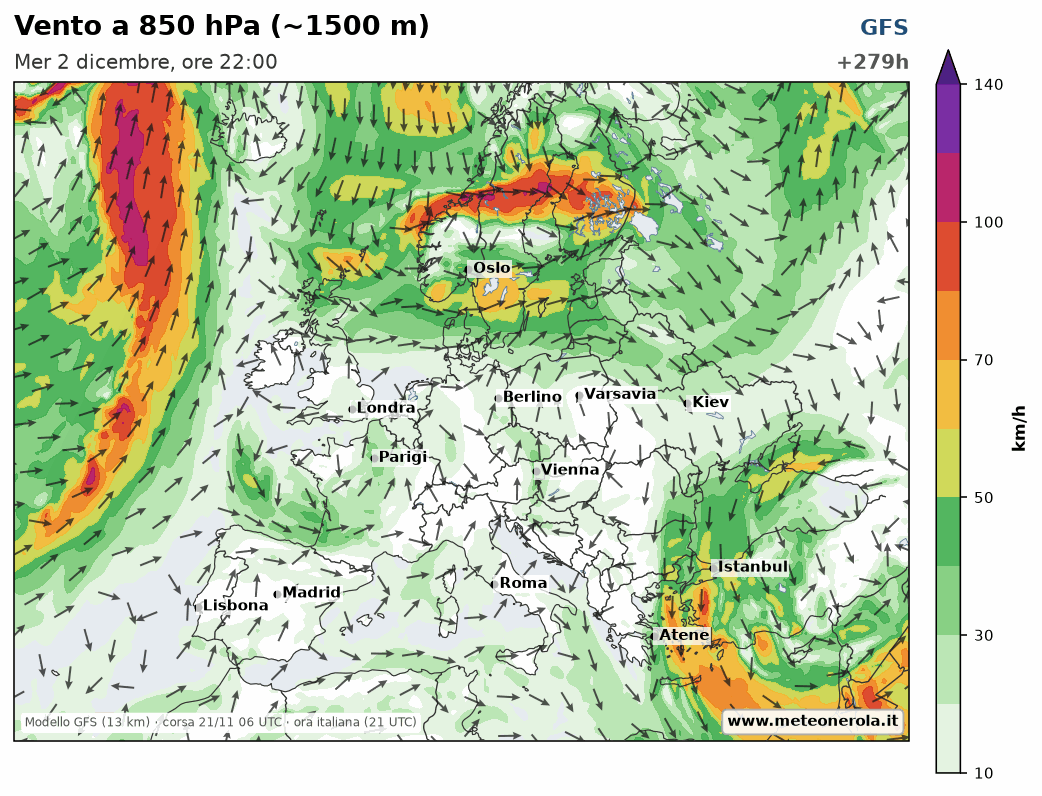 Vento a 850 hPa (~1500 m)
GFS
Mer 2 dicembre, ore 22:00
+279h
140
100
70
50
30
10
km/h
Oslo
Londra
Berlino
Varsavia
Kiev
Parigi
Vienna
Istanbul
Roma
Madrid
Lisbona
Atene
Modello GFS (13 km) · corsa 21/11 06 UTC · ora italiana (21 UTC)
www.meteonerola.it